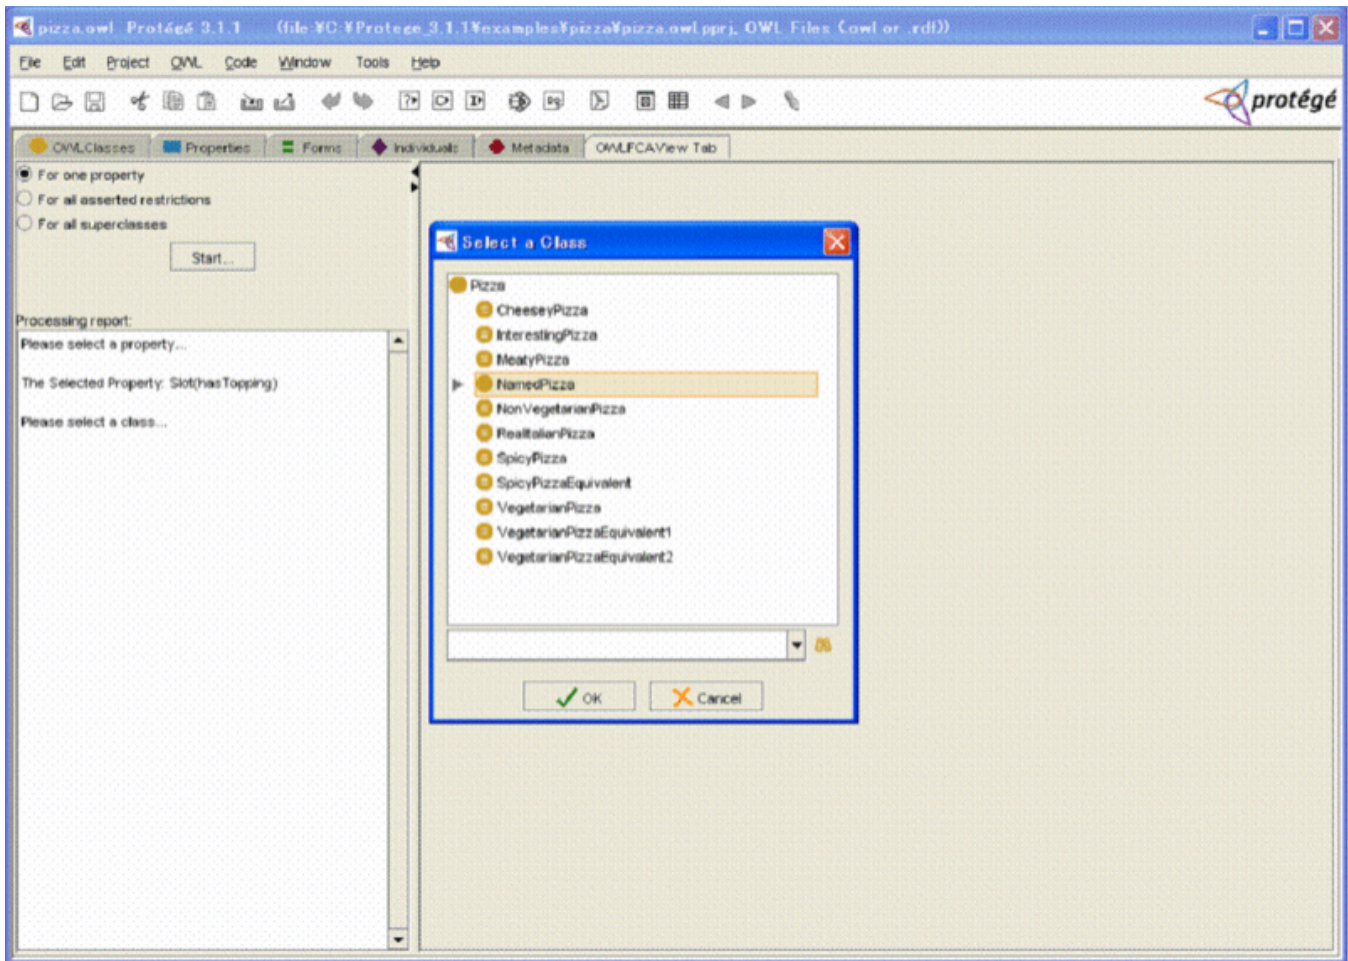 pizza.owl Protégé 3.1.1 (file:¥C:¥Protege_3.1.1¥examples¥pizza¥pizza.owl.pprj, OWL Files (.owl or .rdf))
File Edit Project OWL Code Window Tools Help
protégé
OWLClasses Properties Forms Individuals Metadata OWLFCAView Tab
For one property
For all asserted restrictions
For all superclasses
Start...
Processing report:
Please select a property...
The Selected Property: Slot(hasTopping)
Please select a class...
Select a Class
Pizza
CheeseyPizza
InterestingPizza
MeatyPizza
NamedPizza
NonVegetarianPizza
RealItalianPizza
SpicyPizza
SpicyPizzaEquivalent
VegetarianPizza
VegetarianPizzaEquivalent1
VegetarianPizzaEquivalent2
OK Cancel